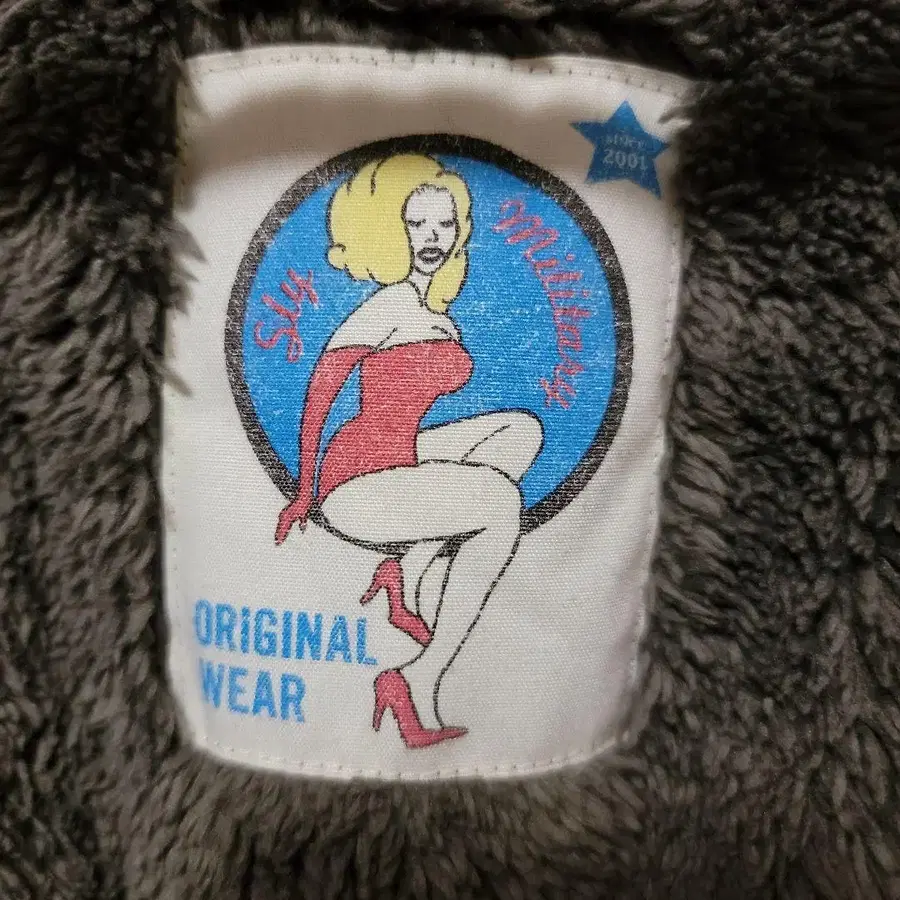 since
2001
Sly
Military
ORIGINAL
WEAR